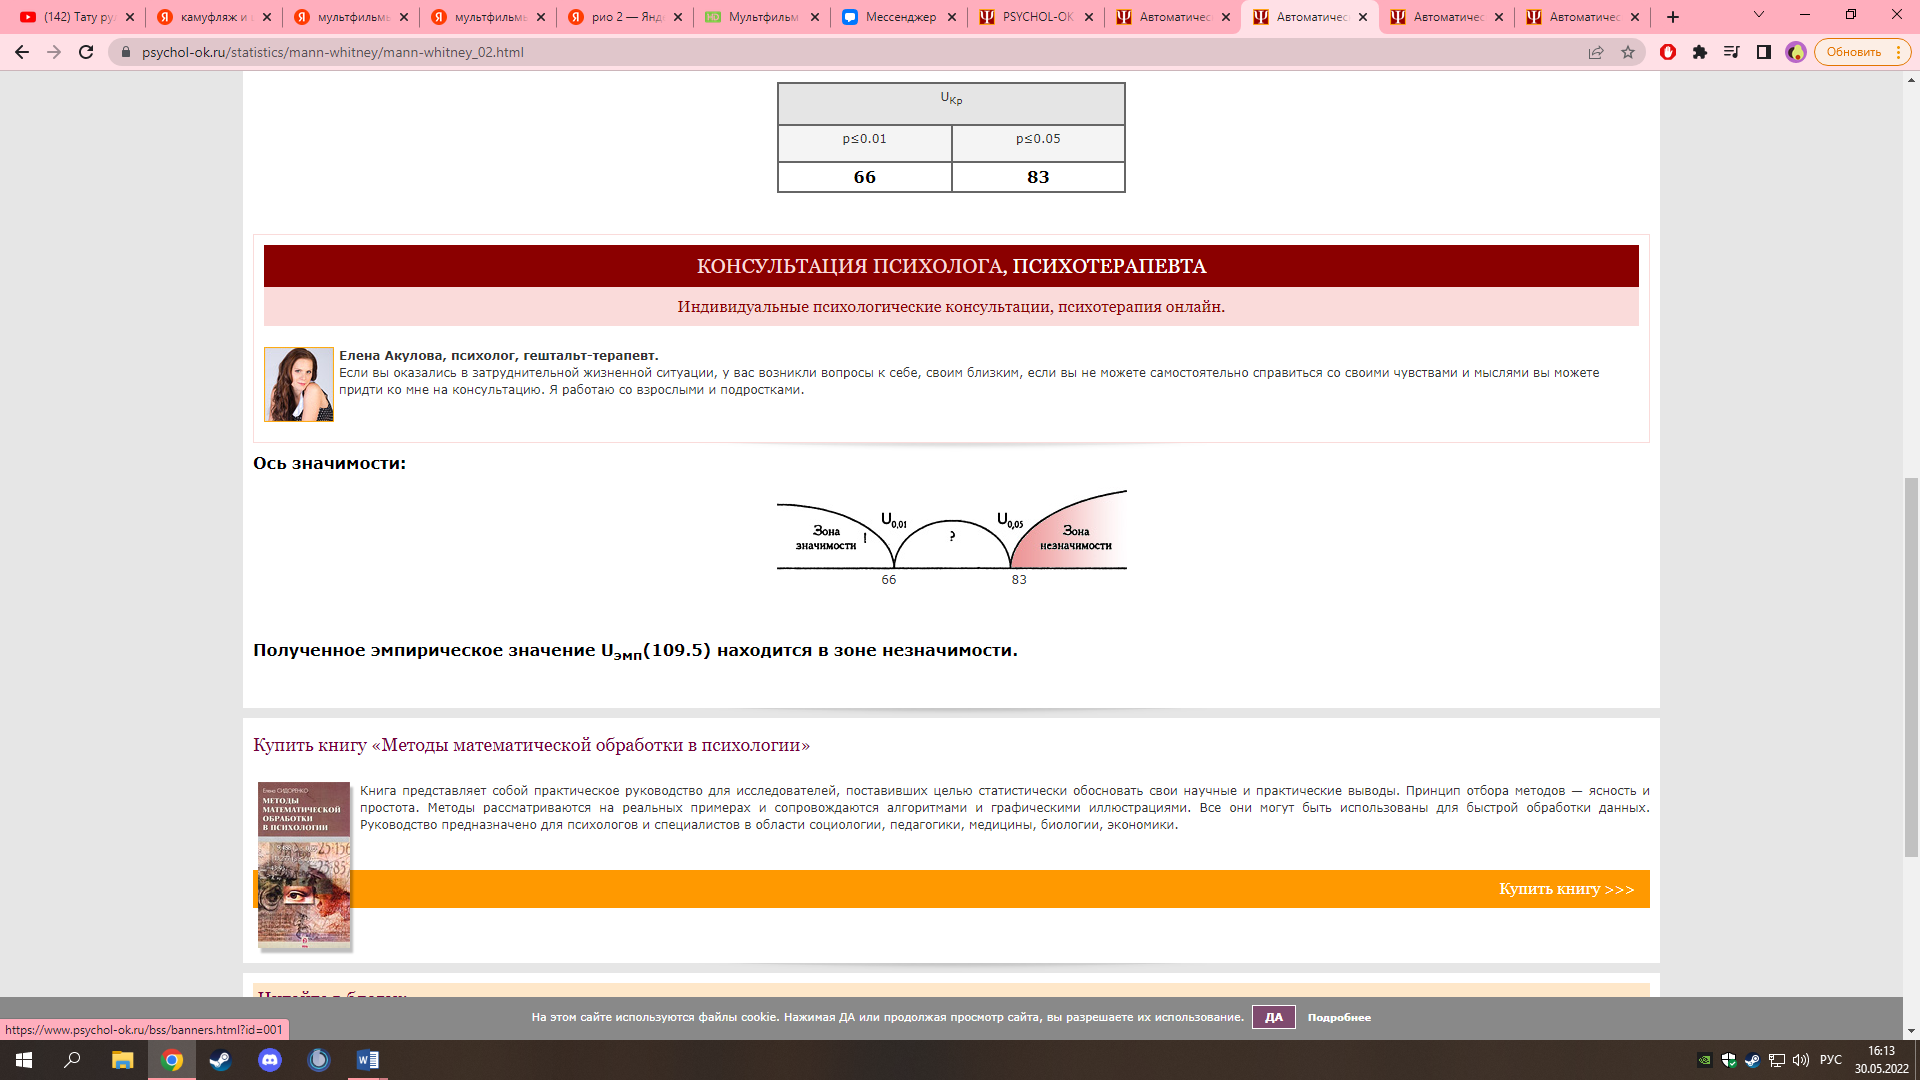 (142) Тату рул
камуфляж и
мультфильмы
мультфильмы
рио 2 — Янд
HD Мультфильм
Мессенджер
PSYCHOL-OK
Автоматичес
Автоматичес
Автоматичес
Автоматичес
psychol-ok.ru/statistics/mann-whitney/mann-whitney_02.html
Обновить
UКр
p≤0.01 p≤0.05
66 83
КОНСУЛЬТАЦИЯ ПСИХОЛОГА, ПСИХОТЕРАПЕВТА
Индивидуальные психологические консультации, психотерапия онлайн.
Елена Акулова, психолог, гештальт-терапевт.
Если вы оказались в затруднительной жизненной ситуации, у вас возникли вопросы к себе, своим близким, если вы не можете самостоятельно справиться со своими чувствами и мыслями вы можете
придти ко мне на консультацию. Я работаю со взрослыми и подростками.
Ось значимости:
U0,01 U0,05
Зона
значимости
!
?
Зона
незначимости
66 83
Полученное эмпирическое значение Uэмп(109.5) находится в зоне незначимости.
Купить книгу «Методы математической обработки в психологии»
Елена СИДОРЕНКО
МЕТОДЫ
МАТЕМАТИЧЕСКОЙ
ОБРАБОТКИ
В ПСИХОЛОГИИ
Книга представляет собой практическое руководство для исследователей, поставивших целью статистически обосновать свои научные и практические выводы. Принцип отбора методов — ясность и
простота. Методы рассматриваются на реальных примерах и сопровождаются алгоритмами и графическими иллюстрациями. Все они могут быть использованы для быстрой обработки данных.
Руководство предназначено для психологов и специалистов в области социологии, педагогики, медицины, биологии, экономики.
Купить книгу >>>
На этом сайте используются файлы cookie. Нажимая ДА или продолжая просмотр сайта, вы разрешаете их использование. ДА Подробнее
https://www.psychol-ok.ru/bss/banners.html?id=001
РУС
16:13
30.05.2022